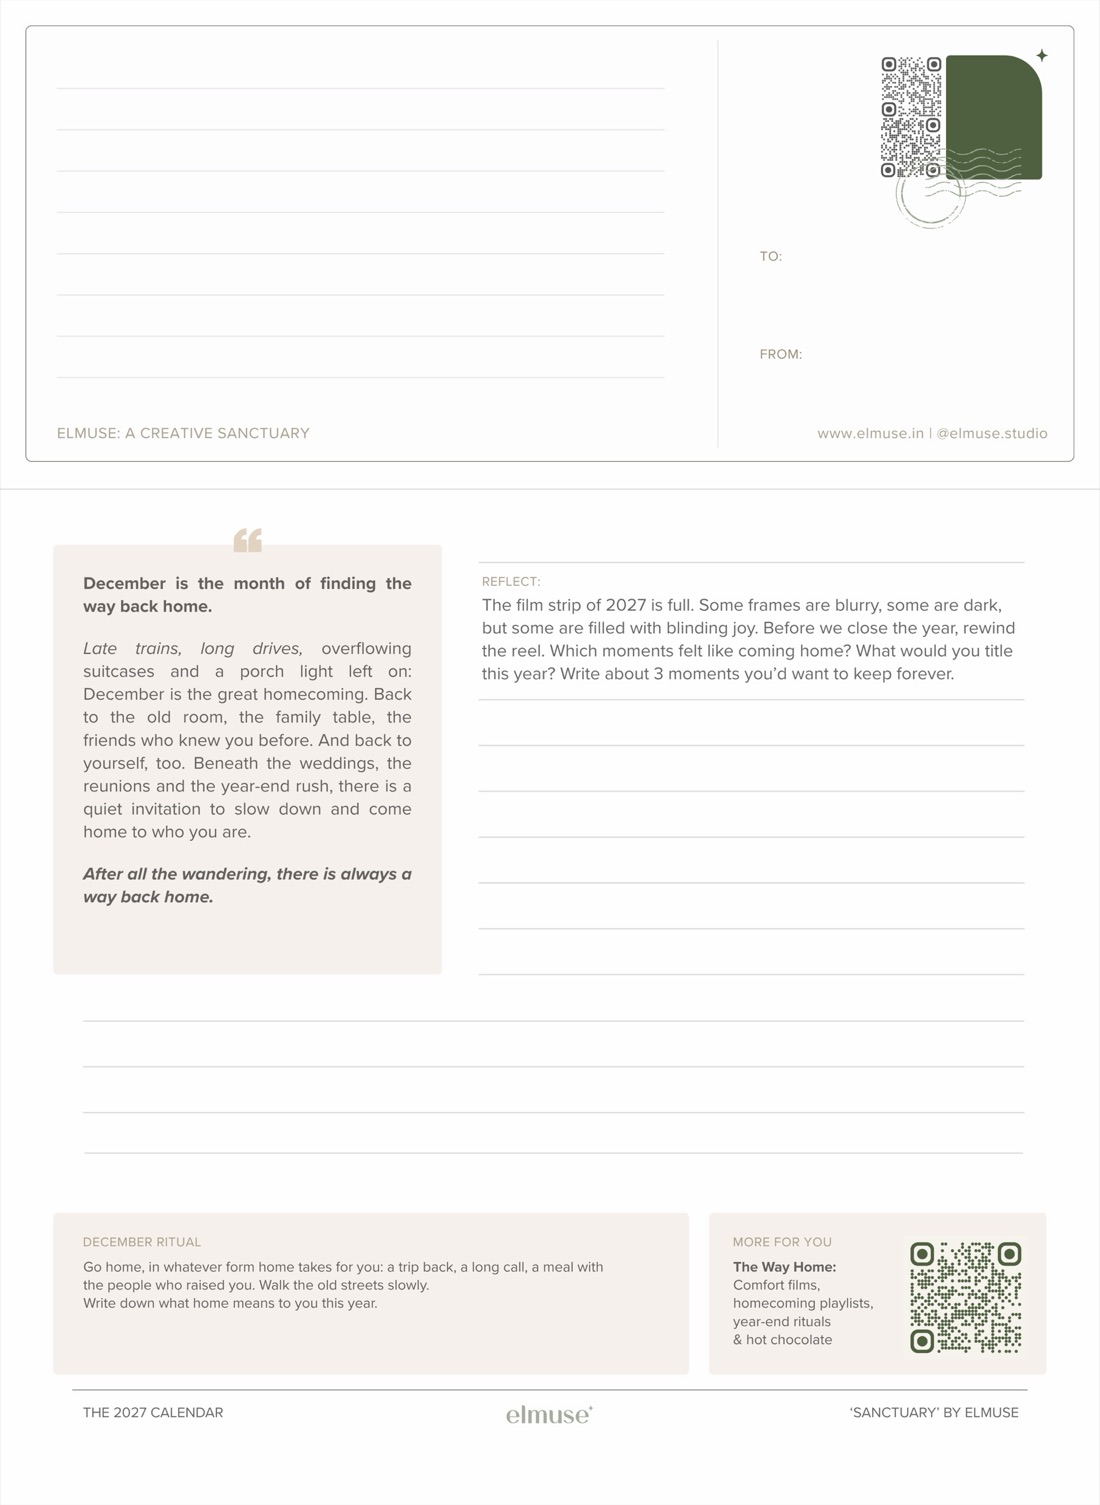 TO:
FROM:
ELMUSE: A CREATIVE SANCTUARY
www.elmuse.in | @elmuse.studio
December is the month of finding the
way back home.
Late trains, long drives, overflowing
suitcases and a porch light left on:
December is the great homecoming. Back
to the old room, the family table, the
friends who knew you before. And back to
yourself, too. Beneath the weddings, the
reunions and the year-end rush, there is a
quiet invitation to slow down and come
home to who you are.
After all the wandering, there is always a
way back home.
REFLECT:
The film strip of 2027 is full. Some frames are blurry, some are dark,
but some are filled with blinding joy. Before we close the year, rewind
the reel. Which moments felt like coming home? What would you title
this year? Write about 3 moments you’d want to keep forever.
DECEMBER RITUAL
Go home, in whatever form home takes for you: a trip back, a long call, a meal with
the people who raised you. Walk the old streets slowly.
Write down what home means to you this year.
MORE FOR YOU
The Way Home:
Comfort films,
homecoming playlists,
year-end rituals
& hot chocolate
THE 2027 CALENDAR
elmuse
‘SANCTUARY’ BY ELMUSE